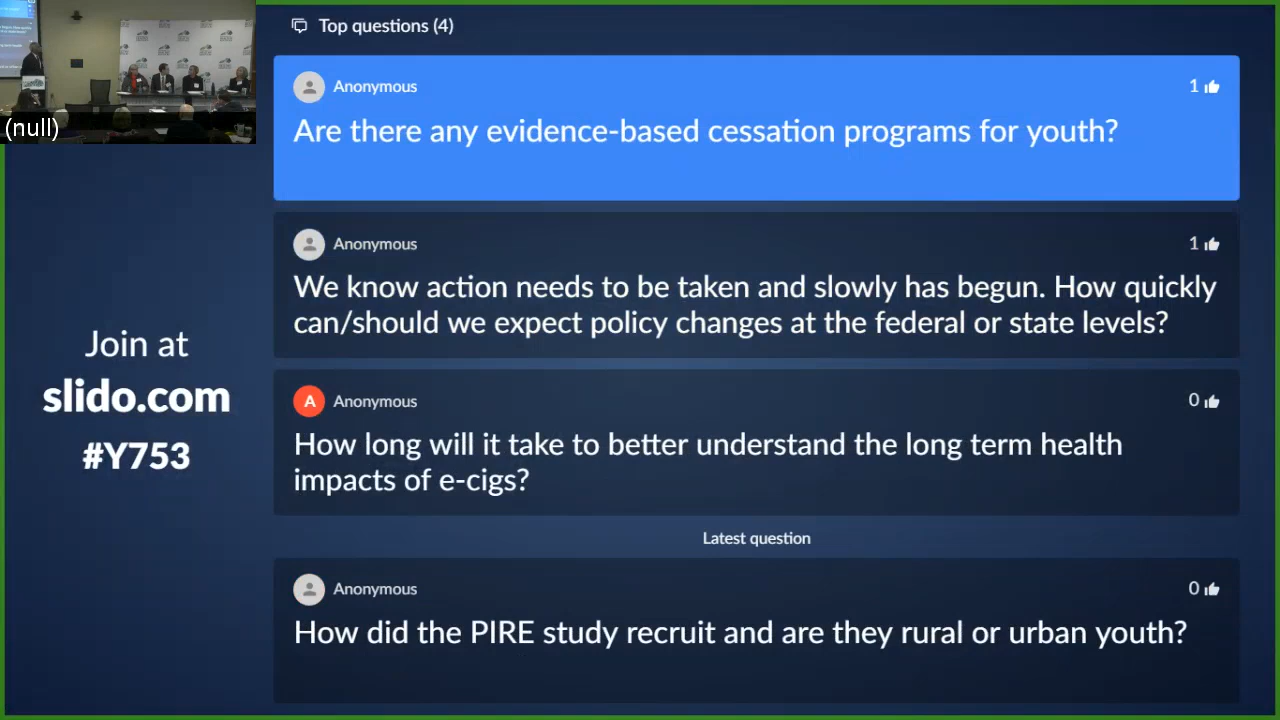 Top questions (4)
Anonymous
1
Are there any evidence-based cessation programs for youth?
(null)
Anonymous
1
We know action needs to be taken and slowly has begun. How quickly
can/should we expect policy changes at the federal or state levels?
Join at
slido.com
#Y753
A
Anonymous
0
How long will it take to better understand the long term health
impacts of e-cigs?
Latest question
Anonymous
0
How did the PIRE study recruit and are they rural or urban youth?